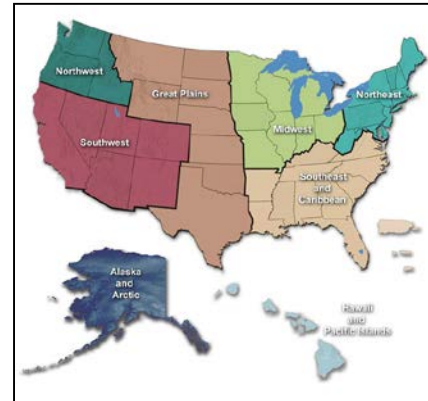 Northwest
Great Plains
Northeast
Midwest
Southwest
Southeast
and
Caribbean
Alaska
and
Arctic
Hawaii
and
Pacific Islands